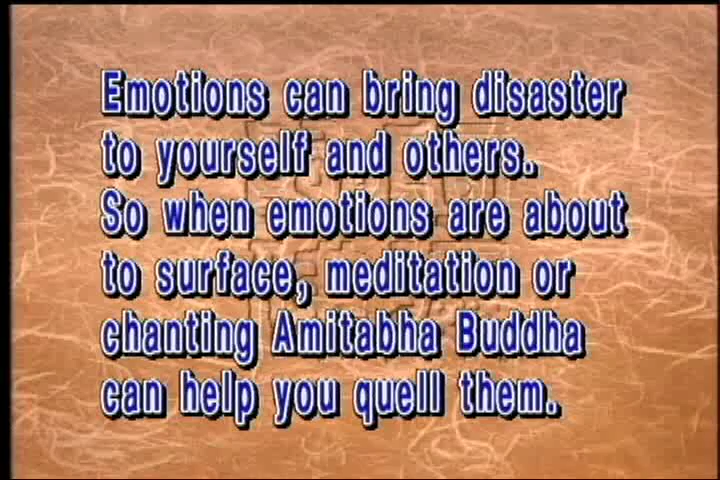 Emotions can bring disaster
to yourself and others.
So when emotions are about
to surface, meditation or
chanting Amitabha Buddha
can help you quell them.